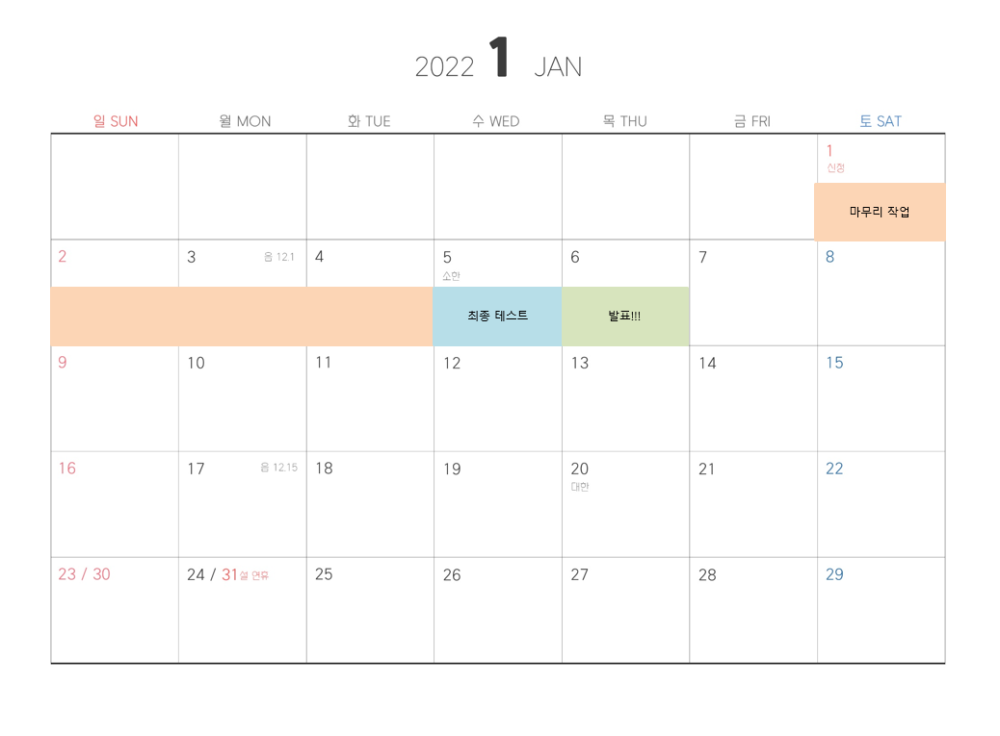 2022 1 JAN
일 SUN 월 MON 화 TUE 수 WED 목 THU 금 FRI 토 SAT
1
신정
마무리 작업
2 3 음 12.1 4 5 6 7 8
소한
최종 테스트 발표!!!
9 10 11 12 13 14 15
16 17 음 12.15 18 19 20 21 22
대한
23 / 30 24 / 31 설 연휴 25 26 27 28 29